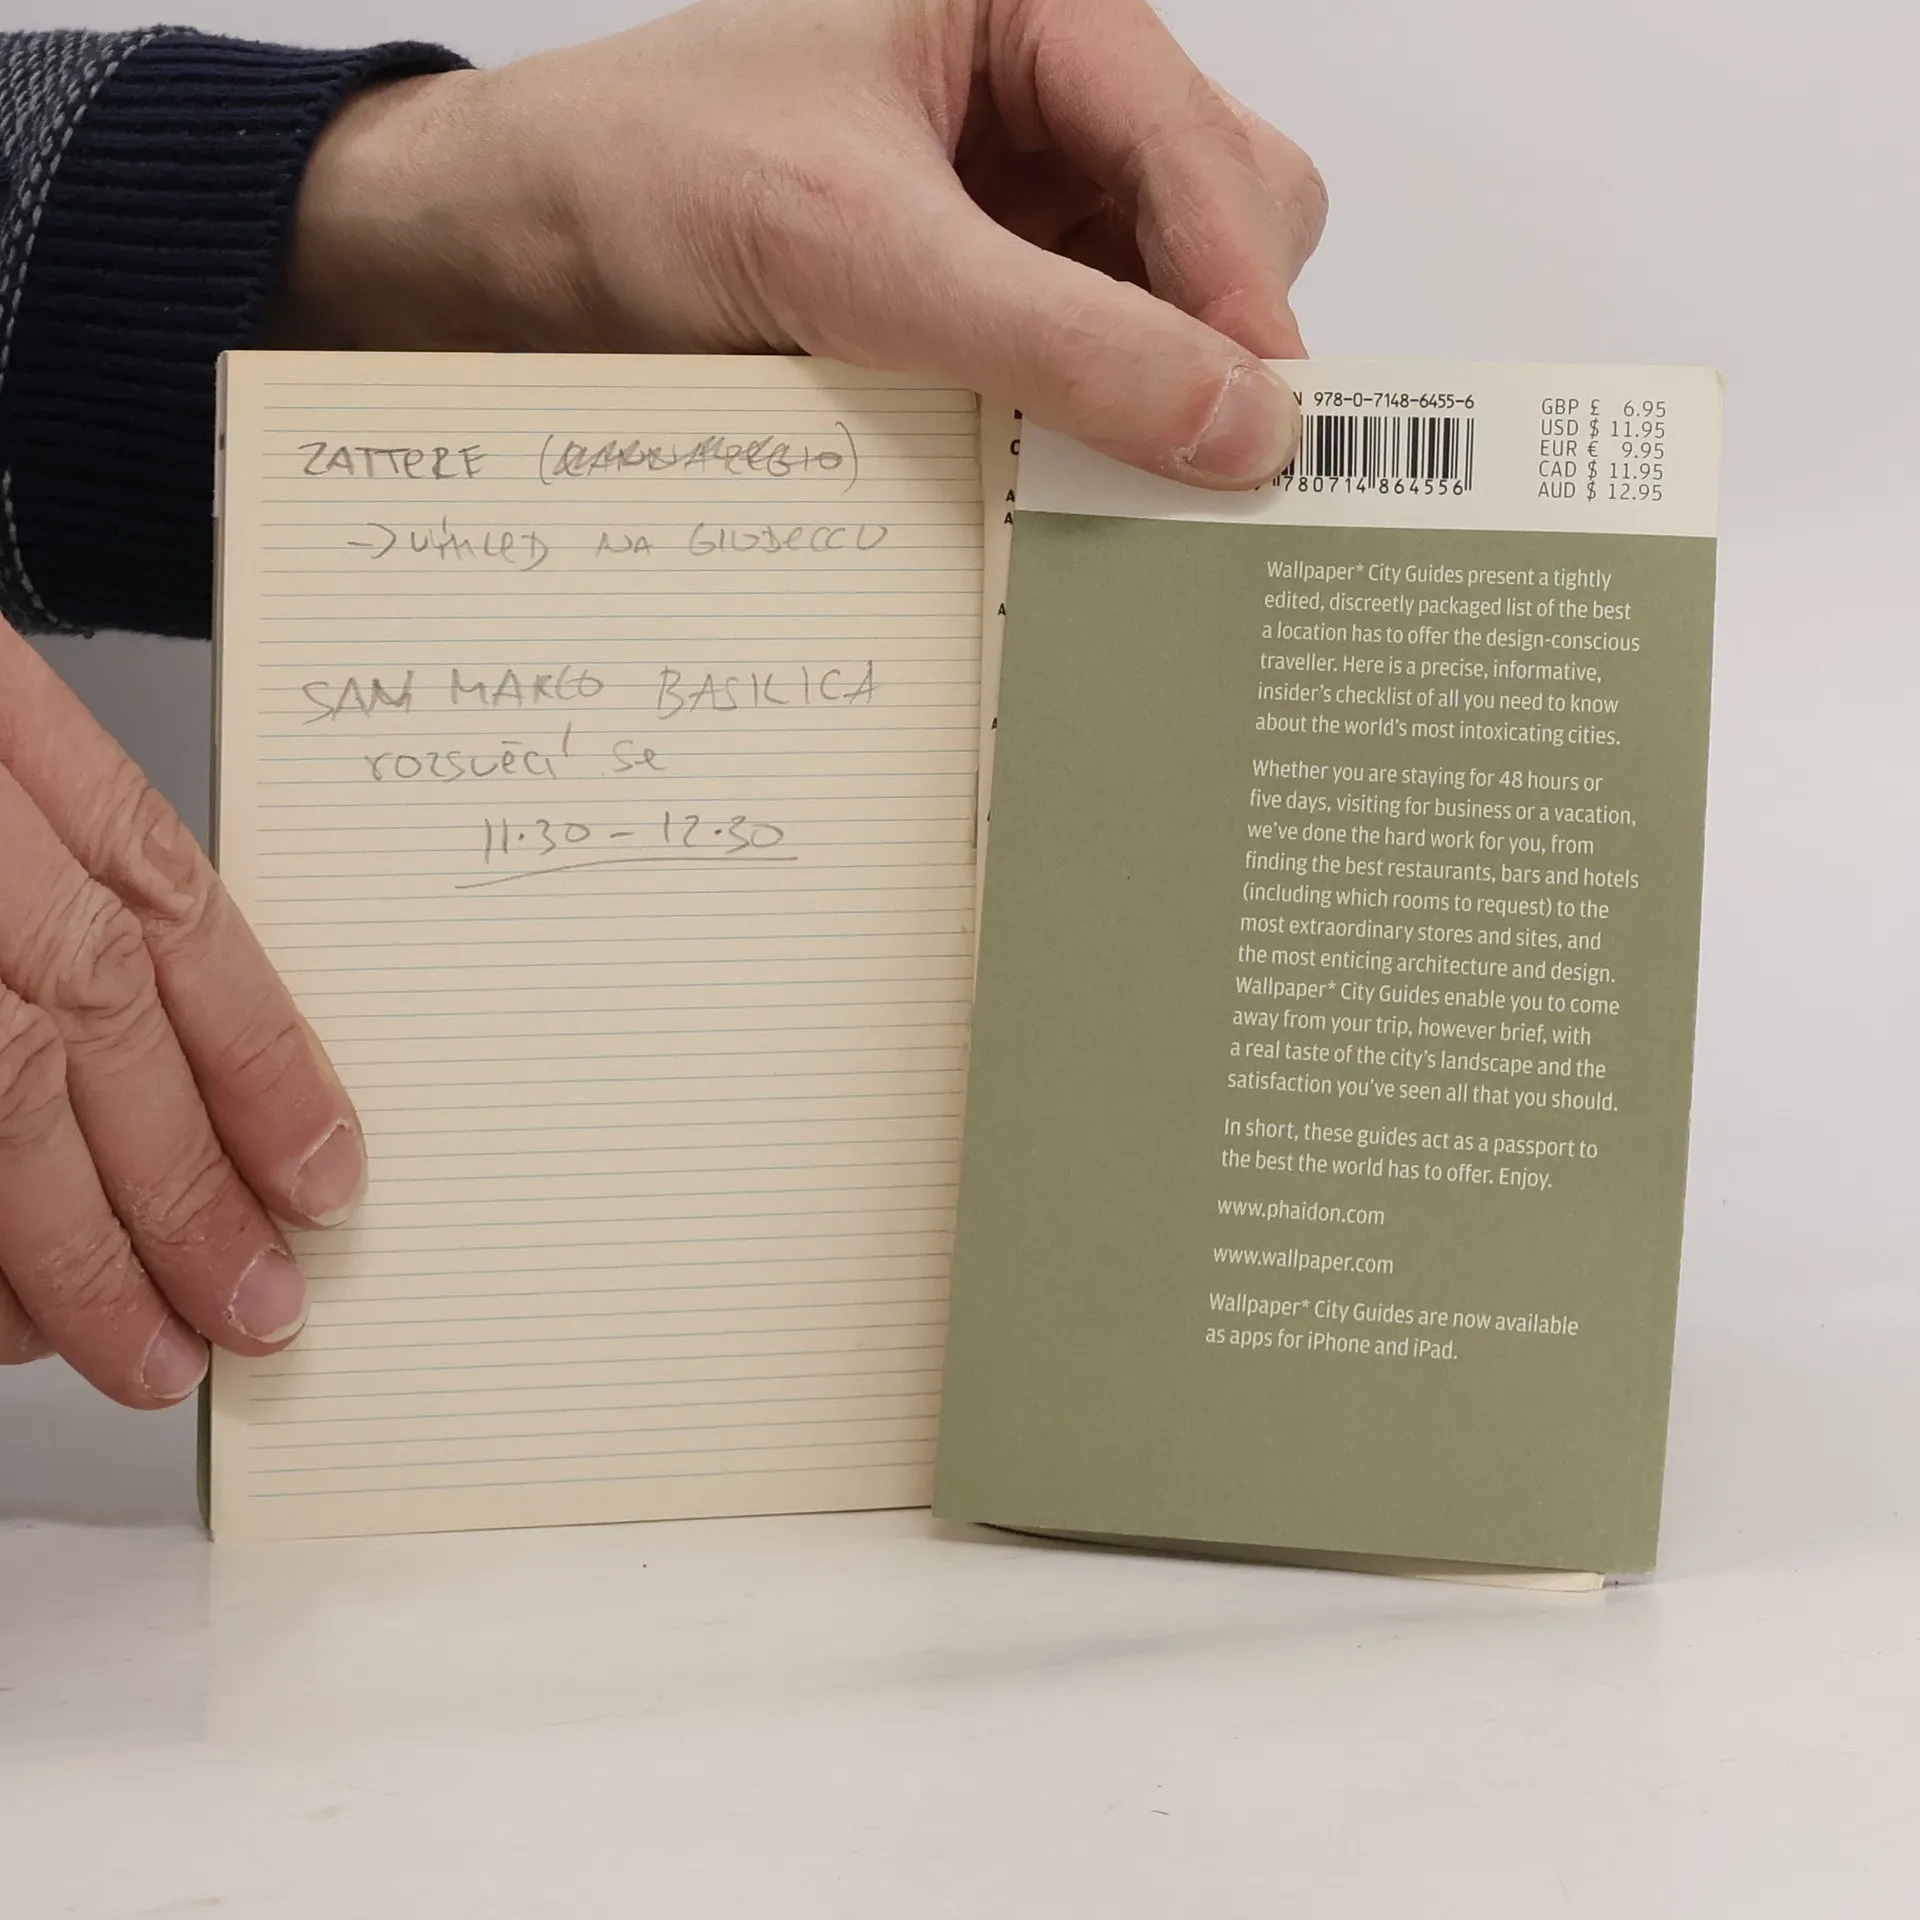 ZATTERE (CANNAREGGIO)
→ VÝHLED NA GIUDECCU
SAN MARCO BASILICA
rozsvěcí se
11.30 – 12.30
N 978-0-7148-6455-6
780714 864556
GBP £ 6.95
USD $ 11.95
EUR € 9.95
CAD $ 11.95
AUD $ 12.95
Wallpaper* City Guides present a tightly
edited, discreetly packaged list of the best
a location has to offer the design-conscious
traveller. Here is a precise, informative,
insider's checklist of all you need to know
about the world's most intoxicating cities.
Whether you are staying for 48 hours or
five days, visiting for business or a vacation,
we've done the hard work for you, from
finding the best restaurants, bars and hotels
(including which rooms to request) to the
most extraordinary stores and sites, and
the most enticing architecture and design.
Wallpaper* City Guides enable you to come
away from your trip, however brief, with
a real taste of the city's landscape and the
satisfaction you've seen all that you should.
In short, these guides act as a passport to
the best the world has to offer. Enjoy.
www.phaidon.com
www.wallpaper.com
Wallpaper* City Guides are now available
as apps for iPhone and iPad.